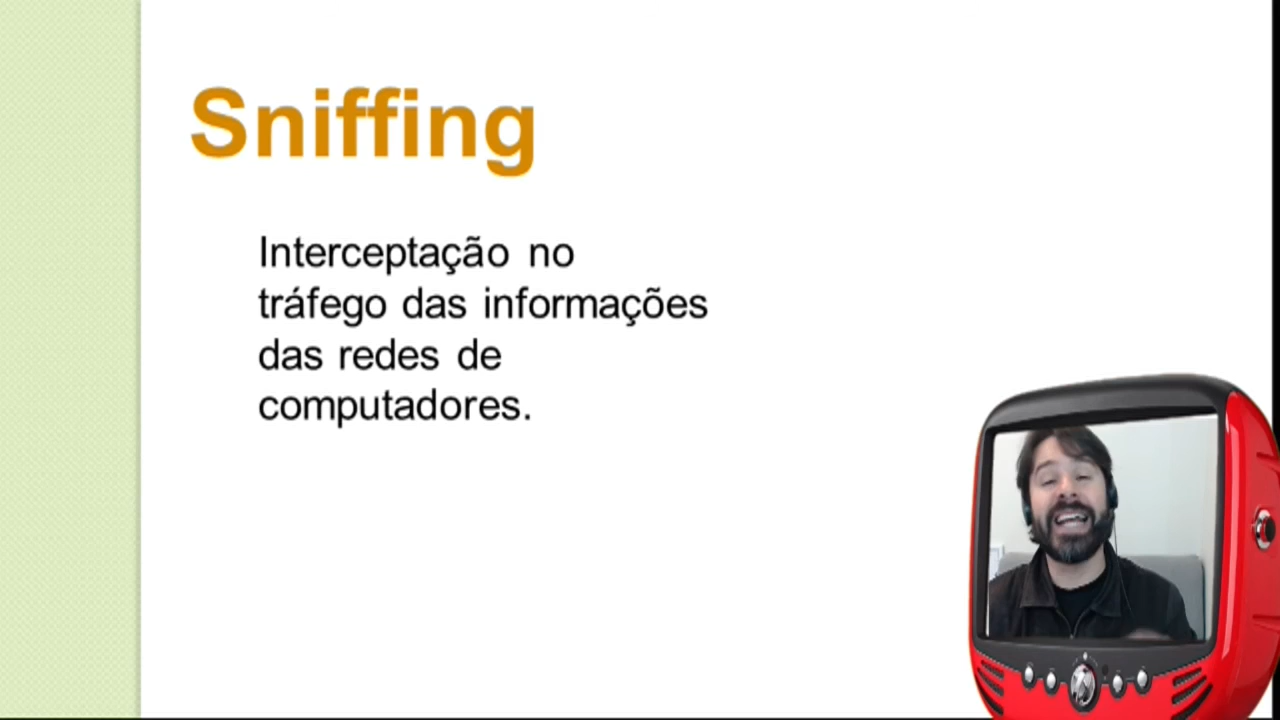 Sniffing
Interceptação no
tráfego das informações
das redes de
computadores.